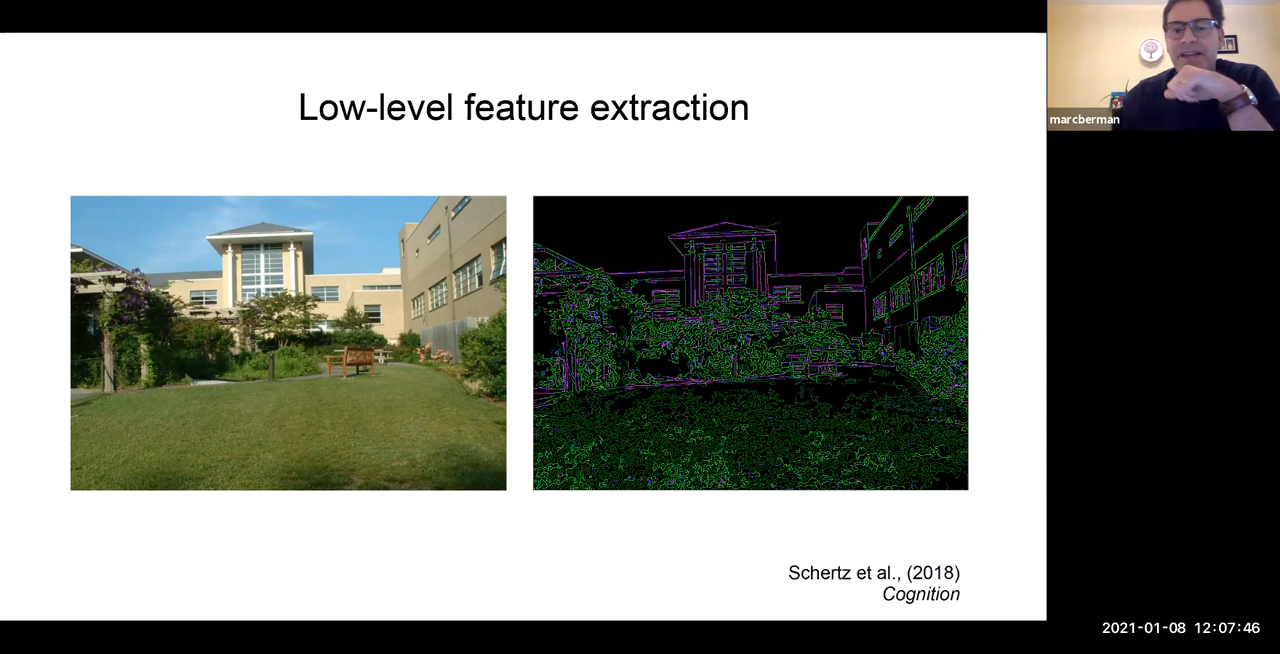 Low-level feature extraction
marcberman
Schertz et al., (2018)
Cognition
2021-01-08 12:07:46